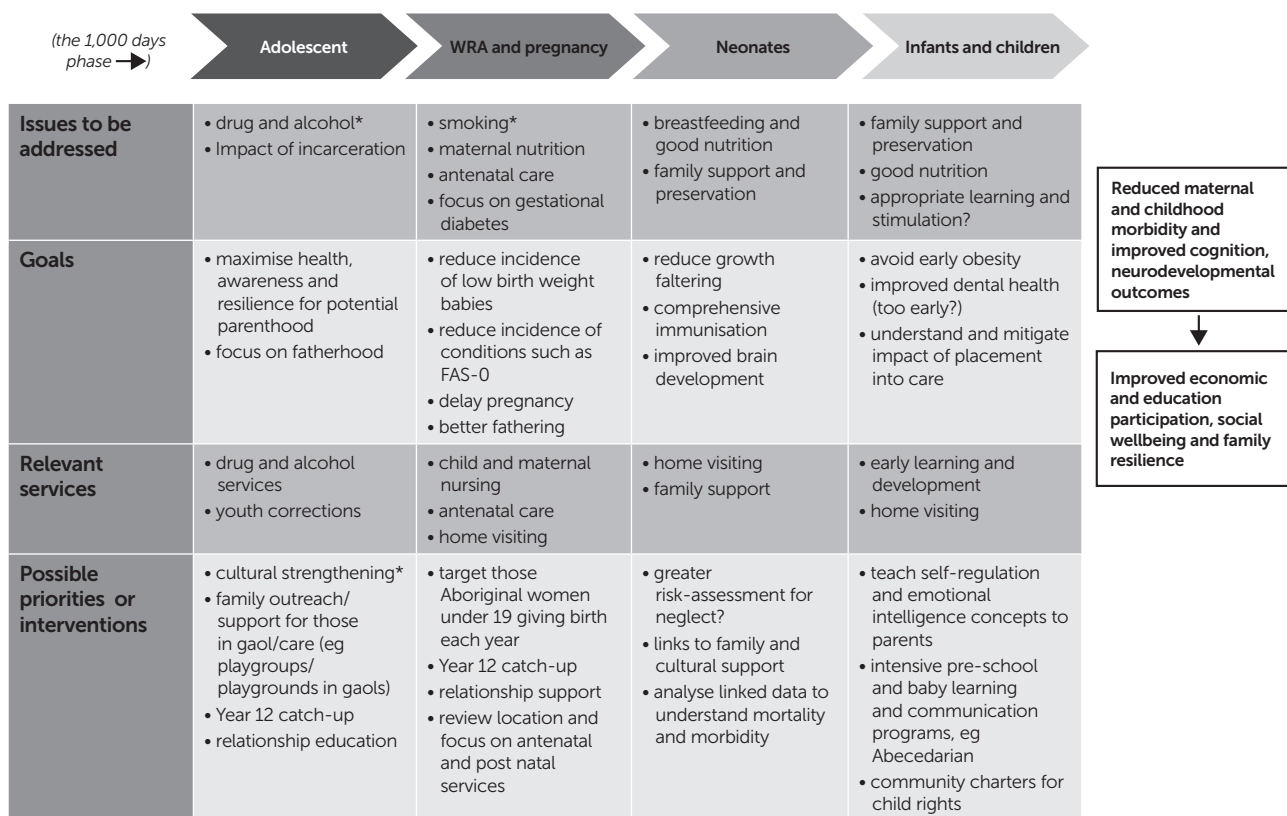 (the 1,000 days
phase →)
Adolescent
WRA and pregnancy
Neonates
Infants and children
Issues to be
addressed
• drug and alcohol*
• Impact of incarceration
• smoking*
• maternal nutrition
• antenatal care
• focus on gestational
diabetes
• breastfeeding and
good nutrition
• family support and
preservation
• family support and
preservation
• good nutrition
• appropriate learning and
stimulation?
Goals
• maximise health,
awareness and
resilience for potential
parenthood
• focus on fatherhood
• reduce incidence
of low birth weight
babies
• reduce incidence of
conditions such as
FAS-0
• delay pregnancy
• better fathering
• reduce growth
faltering
• comprehensive
immunisation
• improved brain
development
• avoid early obesity
• improved dental health
(too early?)
• understand and mitigate
impact of placement
into care
Relevant
services
• drug and alcohol
services
• youth corrections
• child and maternal
nursing
• antenatal care
• home visiting
• home visiting
• family support
• early learning and
development
• home visiting
Possible
priorities or
interventions
• cultural strengthening*
• family outreach/
support for those
in gaol/care (eg
playgroups/
playgrounds in gaols)
• Year 12 catch-up
• relationship education
• target those
Aboriginal women
under 19 giving birth
each year
• Year 12 catch-up
• relationship support
• review location and
focus on antenatal
and post natal
services
• greater
risk-assessment for
neglect?
• links to family and
cultural support
• analyse linked data to
understand mortality
and morbidity
• teach self-regulation
and emotional
intelligence concepts to
parents
• intensive pre-school
and baby learning
and communication
programs, eg
Abecedarian
• community charters for
child rights
Reduced maternal
and childhood
morbidity and
improved cognition,
neurodevelopmental
outcomes
Improved economic
and education
participation, social
wellbeing and family
resilience